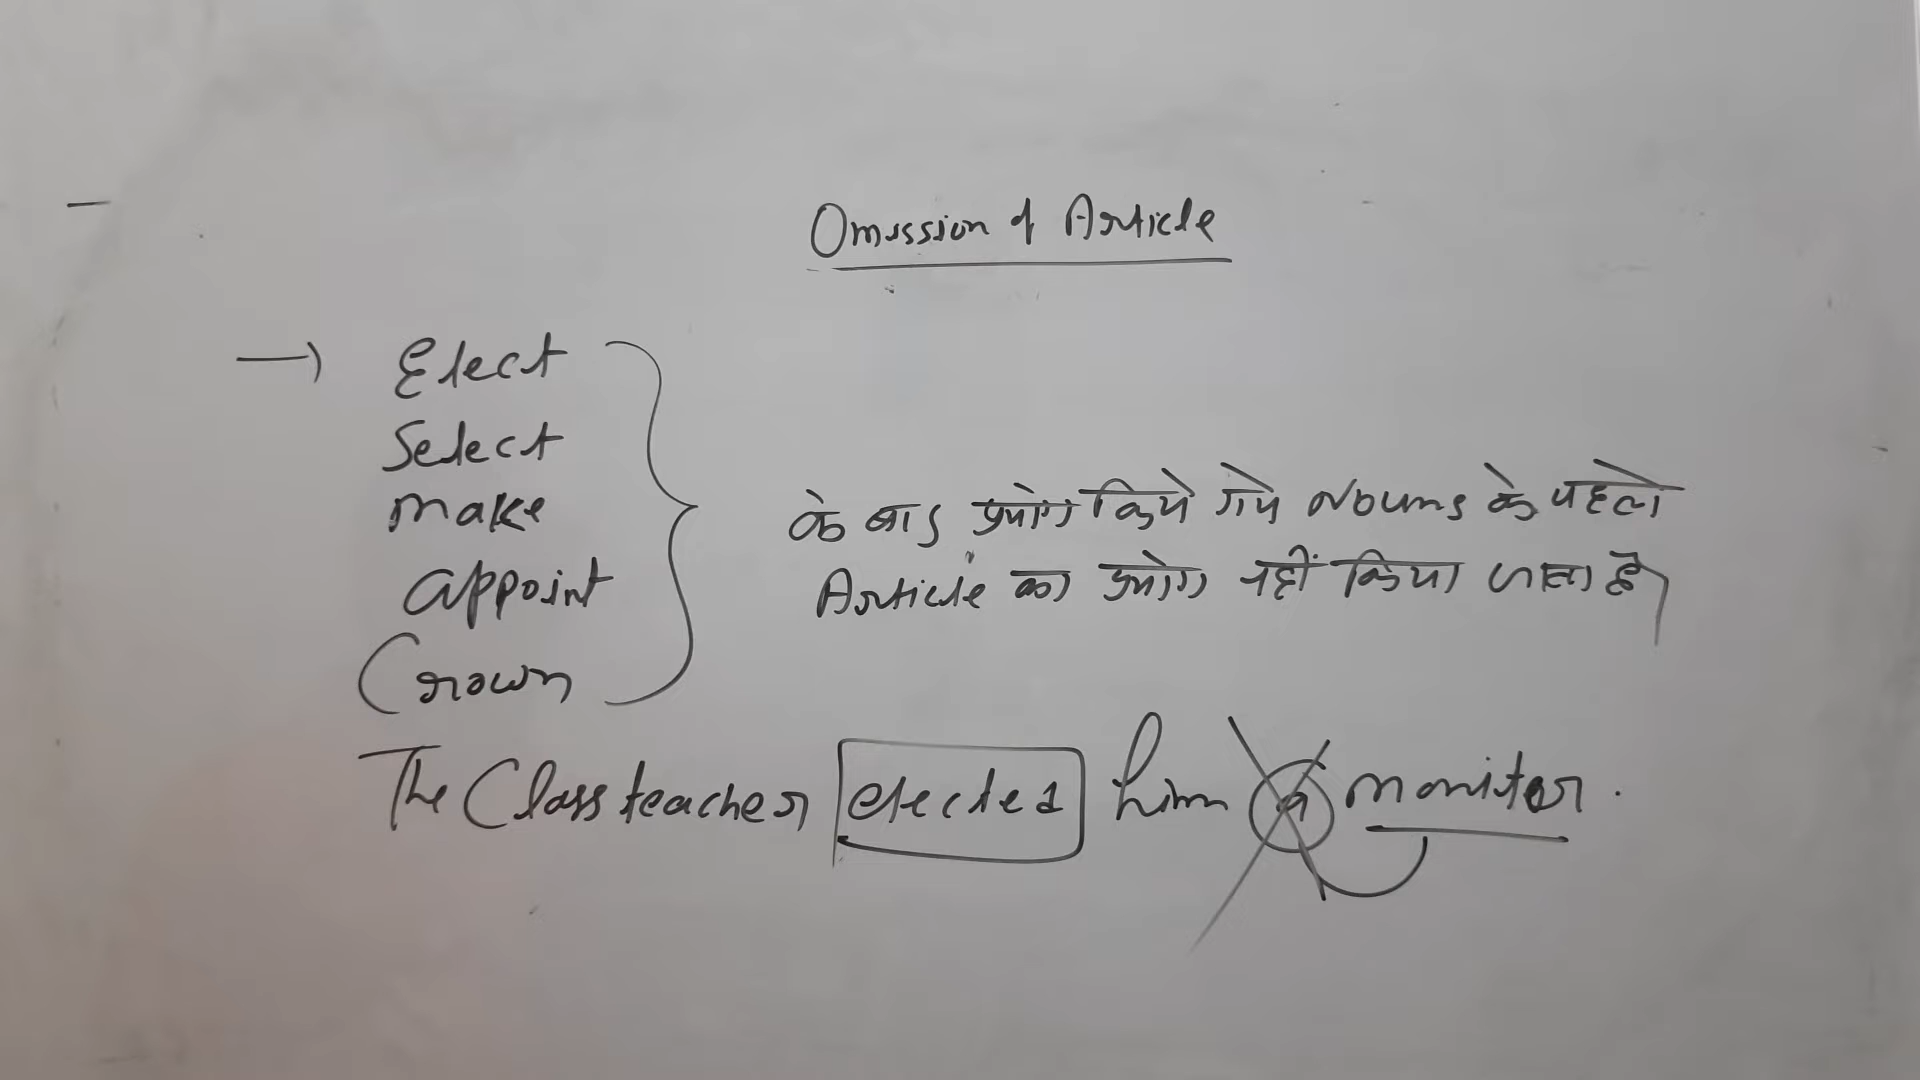 Omission of Article
Elect
Select
Make
appoint
Crown
के बाद प्रयोग किये गये Nouns के पहले
Article का प्रयोग नहीं किया जाता है।
The Class teacher elected him a monitor.